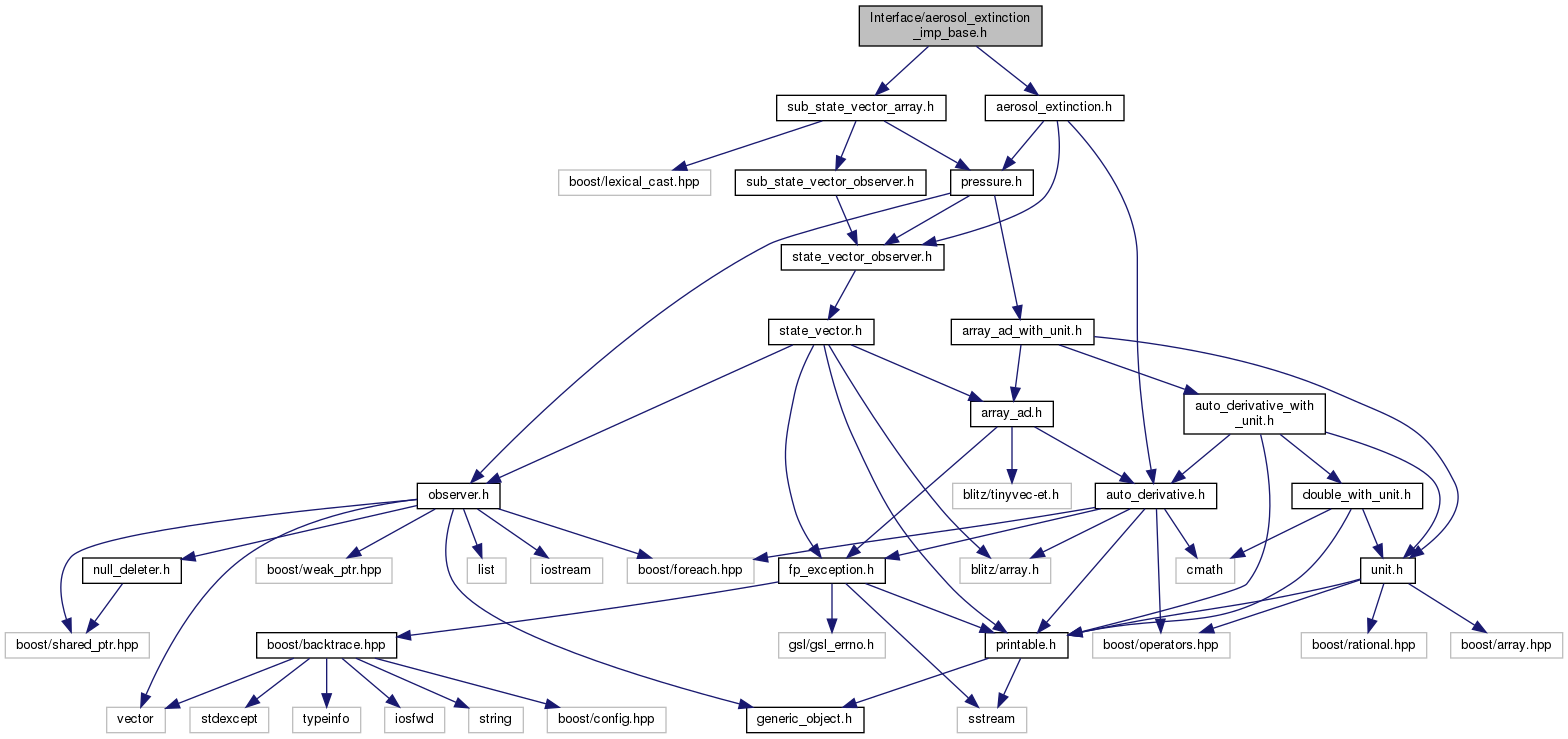 Interface/aerosol_extinction
_imp_base.h
sub_state_vector_array.h
aerosol_extinction.h
boost/lexical_cast.hpp
sub_state_vector_observer.h
pressure.h
state_vector_observer.h
state_vector.h
array_ad_with_unit.h
array_ad.h
auto_derivative_with
_unit.h
observer.h
blitz/tinyvec-et.h
auto_derivative.h
double_with_unit.h
null_deleter.h
boost/weak_ptr.hpp
list
iostream
boost/foreach.hpp
fp_exception.h
blitz/array.h
cmath
unit.h
boost/shared_ptr.hpp
boost/backtrace.hpp
gsl/gsl_errno.h
printable.h
boost/operators.hpp
boost/rational.hpp
boost/array.hpp
vector
stdexcept
typeinfo
iosfwd
string
boost/config.hpp
generic_object.h
sstream